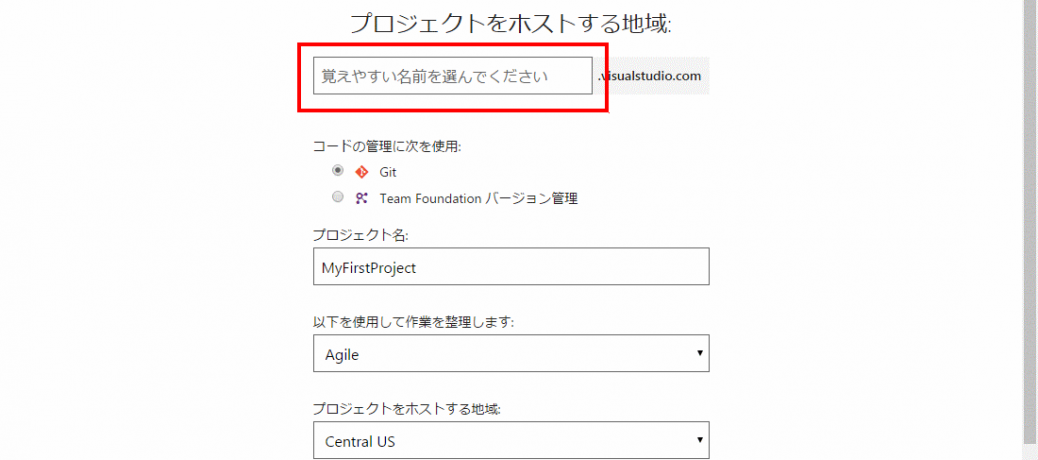 プロジェクトをホストする地域:
覚えやすい名前を選んでください .visualstudio.com
コードの管理に次を使用:
Git
Team Foundation バージョン管理
プロジェクト名:
MyFirstProject
以下を使用して作業を整理します:
Agile
プロジェクトをホストする地域:
Central US